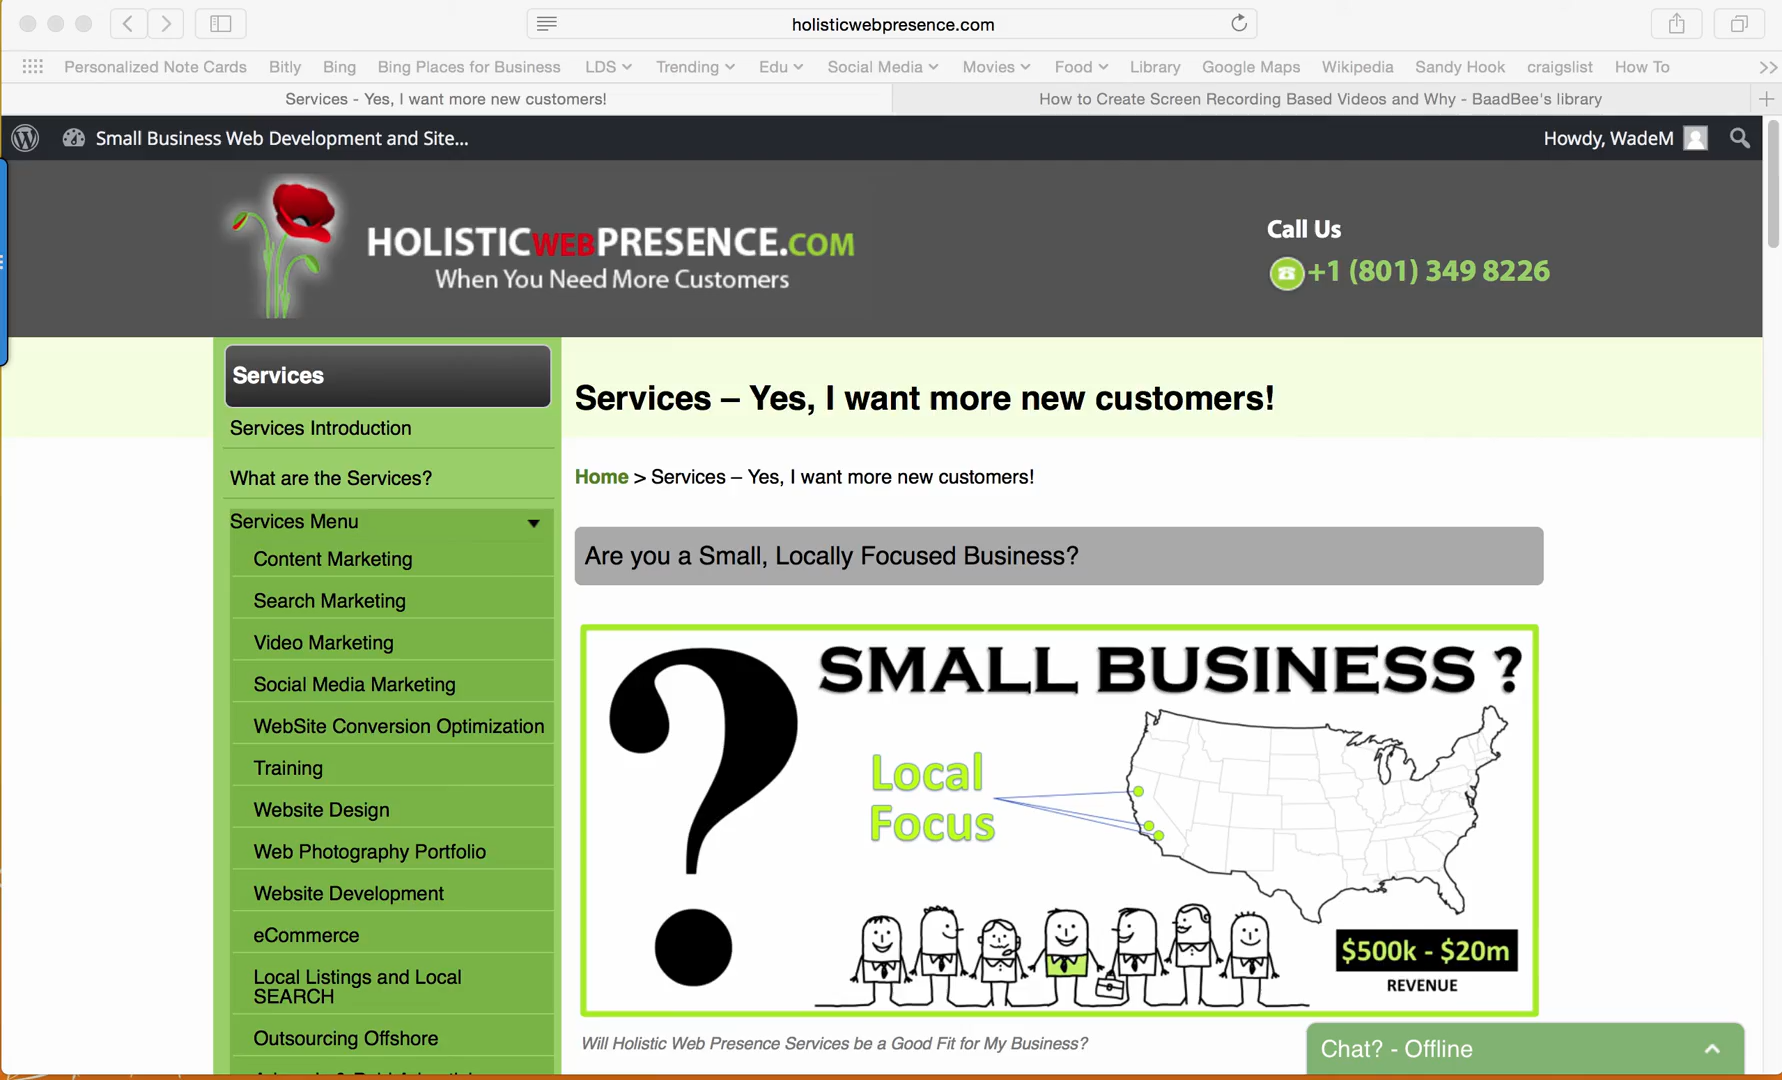 holisticwebpresence.com
Personalized Note Cards Bitly Bing Bing Places for Business LDS Trending Edu Social Media Movies Food Library Google Maps Wikipedia Sandy Hook craigslist How To
Services - Yes, I want more new customers! How to Create Screen Recording Based Videos and Why - BaadBee's library
Small Business Web Development and Site... Howdy, WadeM
HOLISTICWEBPRESENCE.COM
When You Need More Customers
Call Us
+1 (801) 349 8226
Services
Services Introduction
What are the Services?
Services Menu
Content Marketing
Search Marketing
Video Marketing
Social Media Marketing
WebSite Conversion Optimization
Training
Website Design
Web Photography Portfolio
Website Development
eCommerce
Local Listings and Local
SEARCH
Outsourcing Offshore
Services – Yes, I want more new customers!
Home > Services – Yes, I want more new customers!
Are you a Small, Locally Focused Business?
? SMALL BUSINESS ?
Local
Focus
$500k - $20m
REVENUE
Will Holistic Web Presence Services be a Good Fit for My Business?
Chat? - Offline